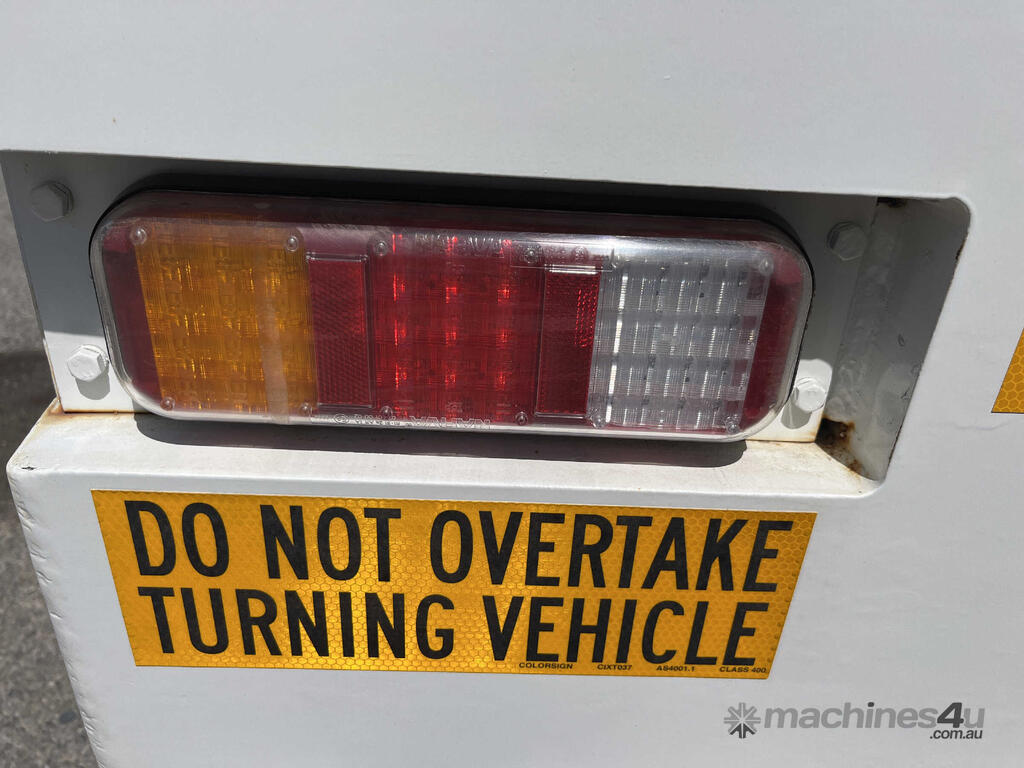 DO NOT OVERTAKE
TURNING VEHICLE
COLORSIGN CIXT037 AS4001.1 CLASS 400
machines4u
.com.au